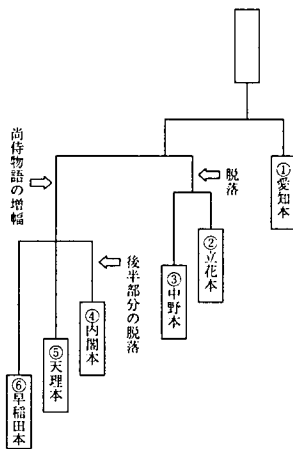 ①愛知本
脱落
②立花本
③中野本
尚侍物語の増幅
後半部分の脱落
④内閣本
⑤天理本
⑥早稲田本